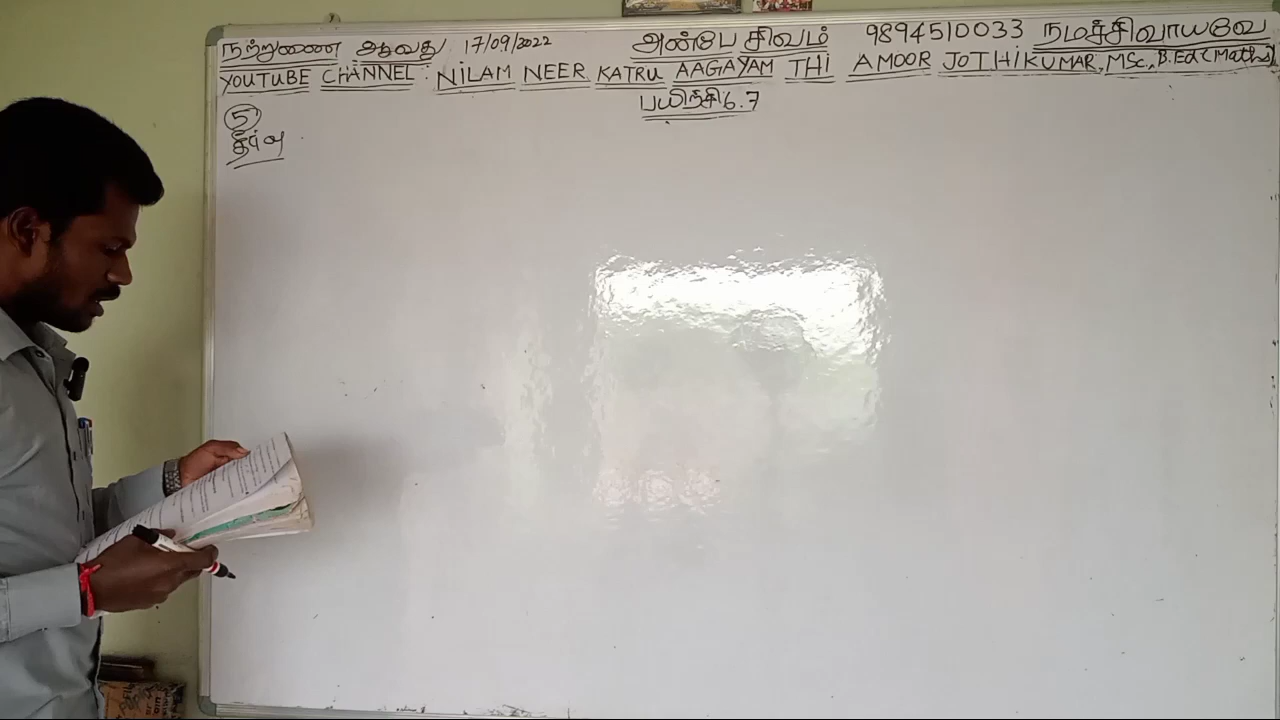 நற்றுணை ஆவது 17/09/2022 அன்பே சிவம் 9894510033 நமச்சிவாயவே
YOUTUBE CHANNEL : NILAM NEER KATRU AAGAYAM THI AMOOR JOTHIKUMAR, MSc., B.Ed (Maths)
பயிற்சி 6.7
5
தீர்வு